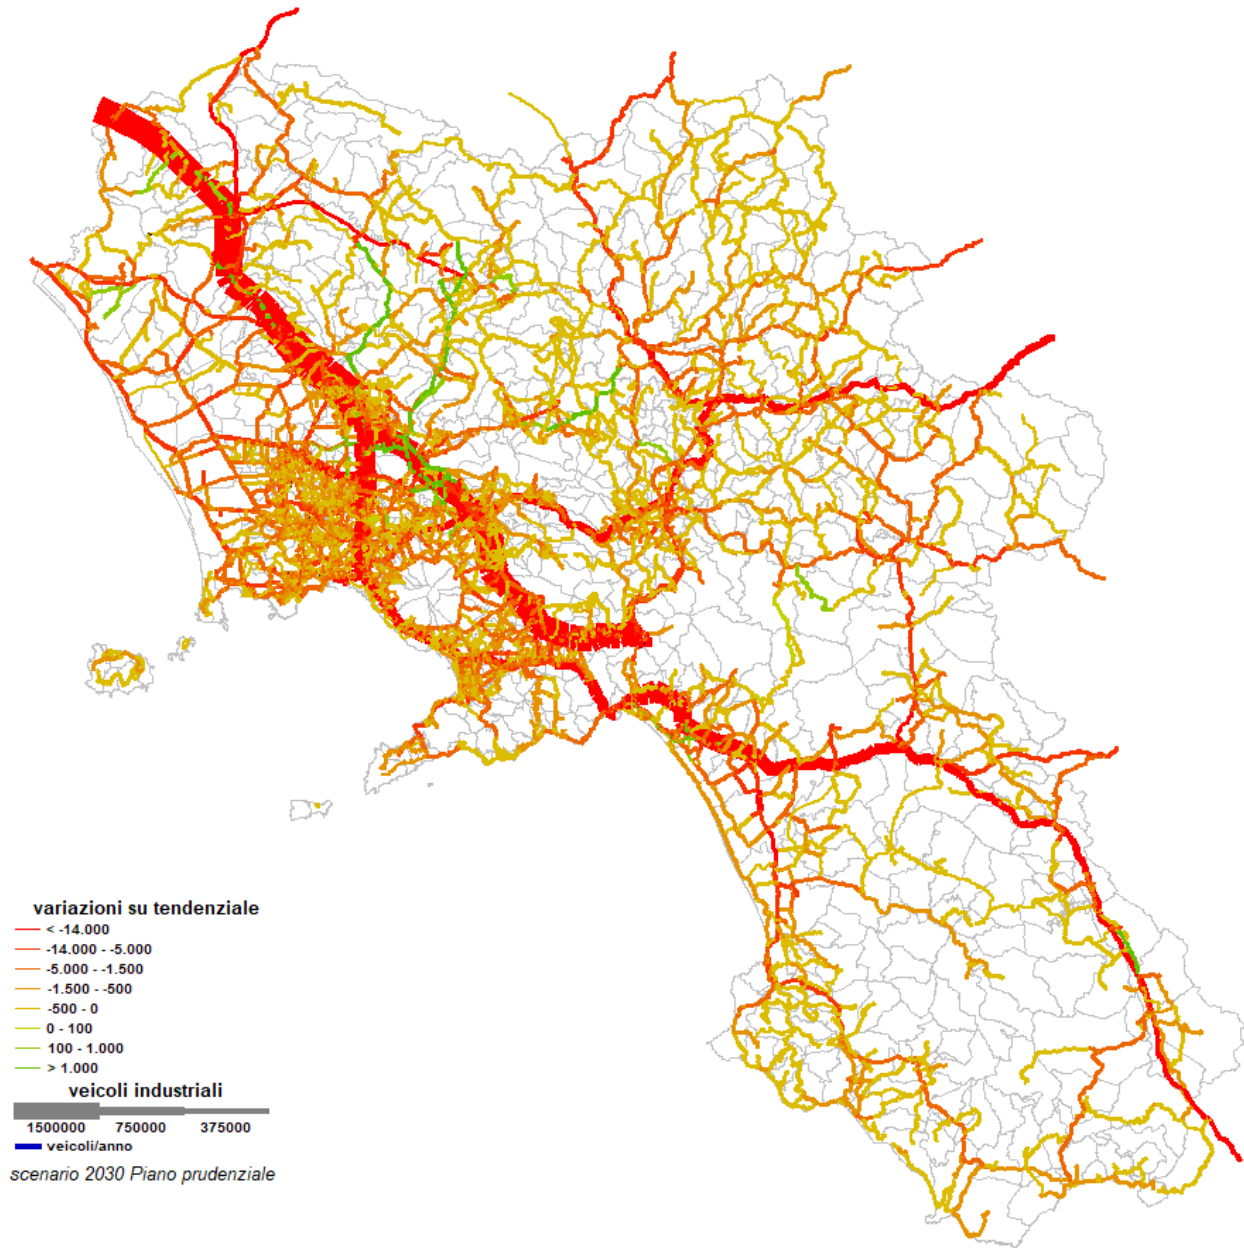 variazioni su tendenziale
< -14.000
-14.000 - -5.000
-5.000 - -1.500
-1.500 - -500
-500 - 0
0 - 100
100 - 1.000
> 1.000
veicoli industriali
1500000 750000 375000
veicoli/anno
scenario 2030 Piano prudenziale